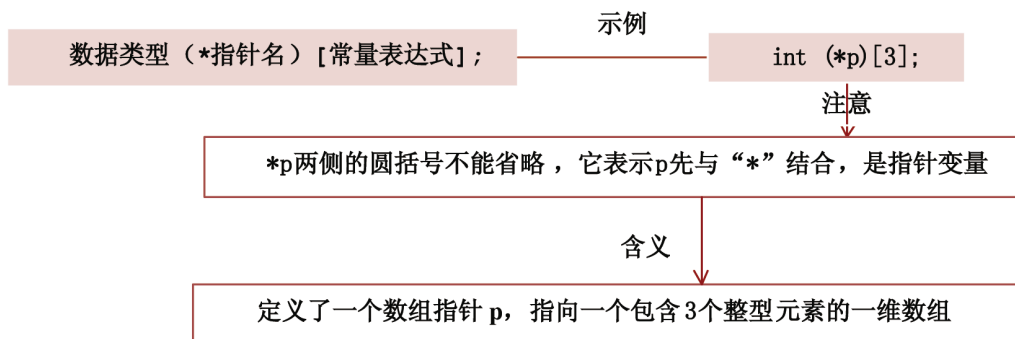 示例
数据类型（*指针名）[常量表达式];
int (*p)[3];
注意
*p两侧的圆括号不能省略，它表示p先与“*”结合，是指针变量
含义
定义了一个数组指针 p，指向一个包含3个整型元素的一维数组